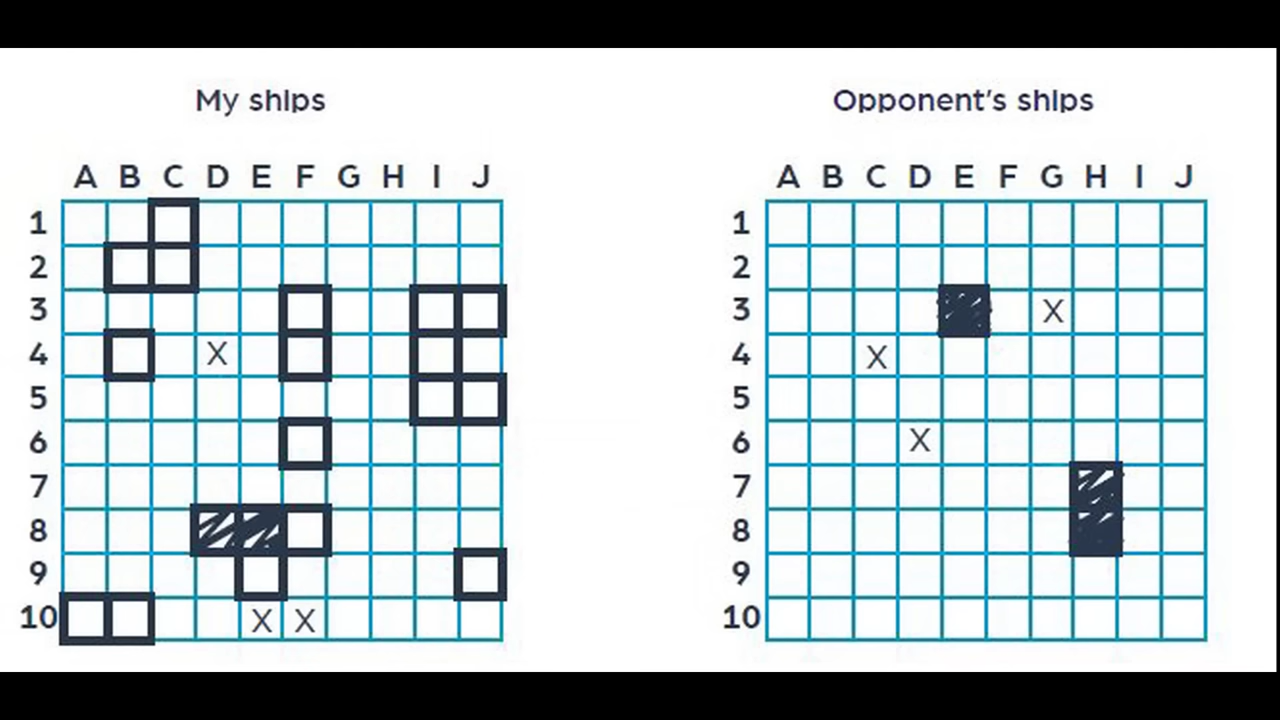 My ships Opponent's ships
A B C D E F G H I J A B C D E F G H I J
1 1
2 2
3 X 3
4 X X 4
5 5
6 X 6
7 7
8 8
9 9
10 X X 10